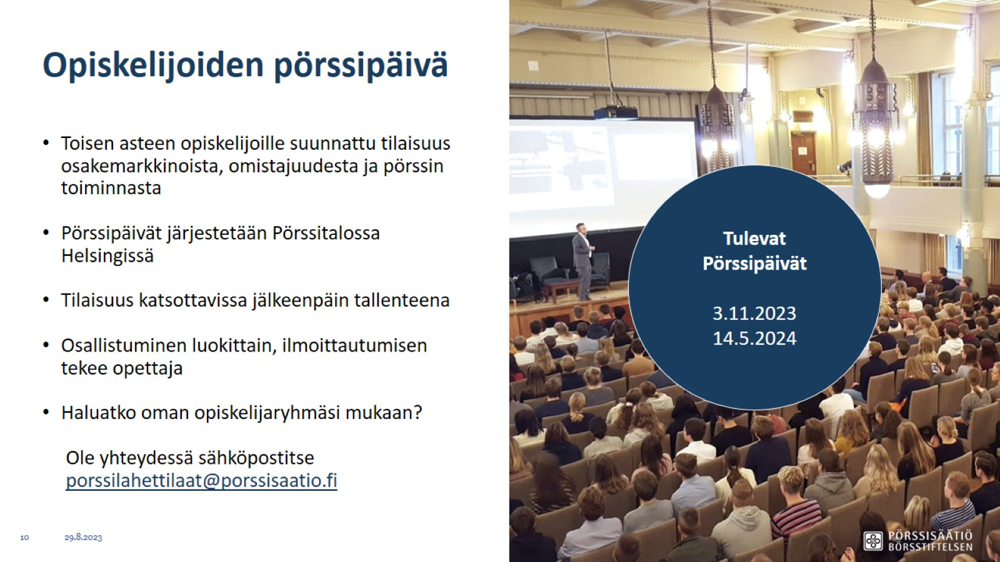 Opiskelijoiden pörssipäivä
• Toisen asteen opiskelijoille suunnattu tilaisuus
osakemarkkinoista, omistajuudesta ja pörssin
toiminnasta
• Pörssipäivät järjestetään Pörssitalossa
Helsingissä
• Tilaisuus katsottavissa jälkeenpäin tallenteena
• Osallistuminen luokittain, ilmoittautumisen
tekee opettaja
• Haluatko oman opiskelijaryhmäsi mukaan?
Ole yhteydessä sähköpostitse
porssilahettilaat@porssisaatio.fi
Tulevat
Pörssipäivät
3.11.2023
14.5.2024
10 29.8.2023
PÖRSSISÄÄTIÖ
BÖRSSTIFTELSEN